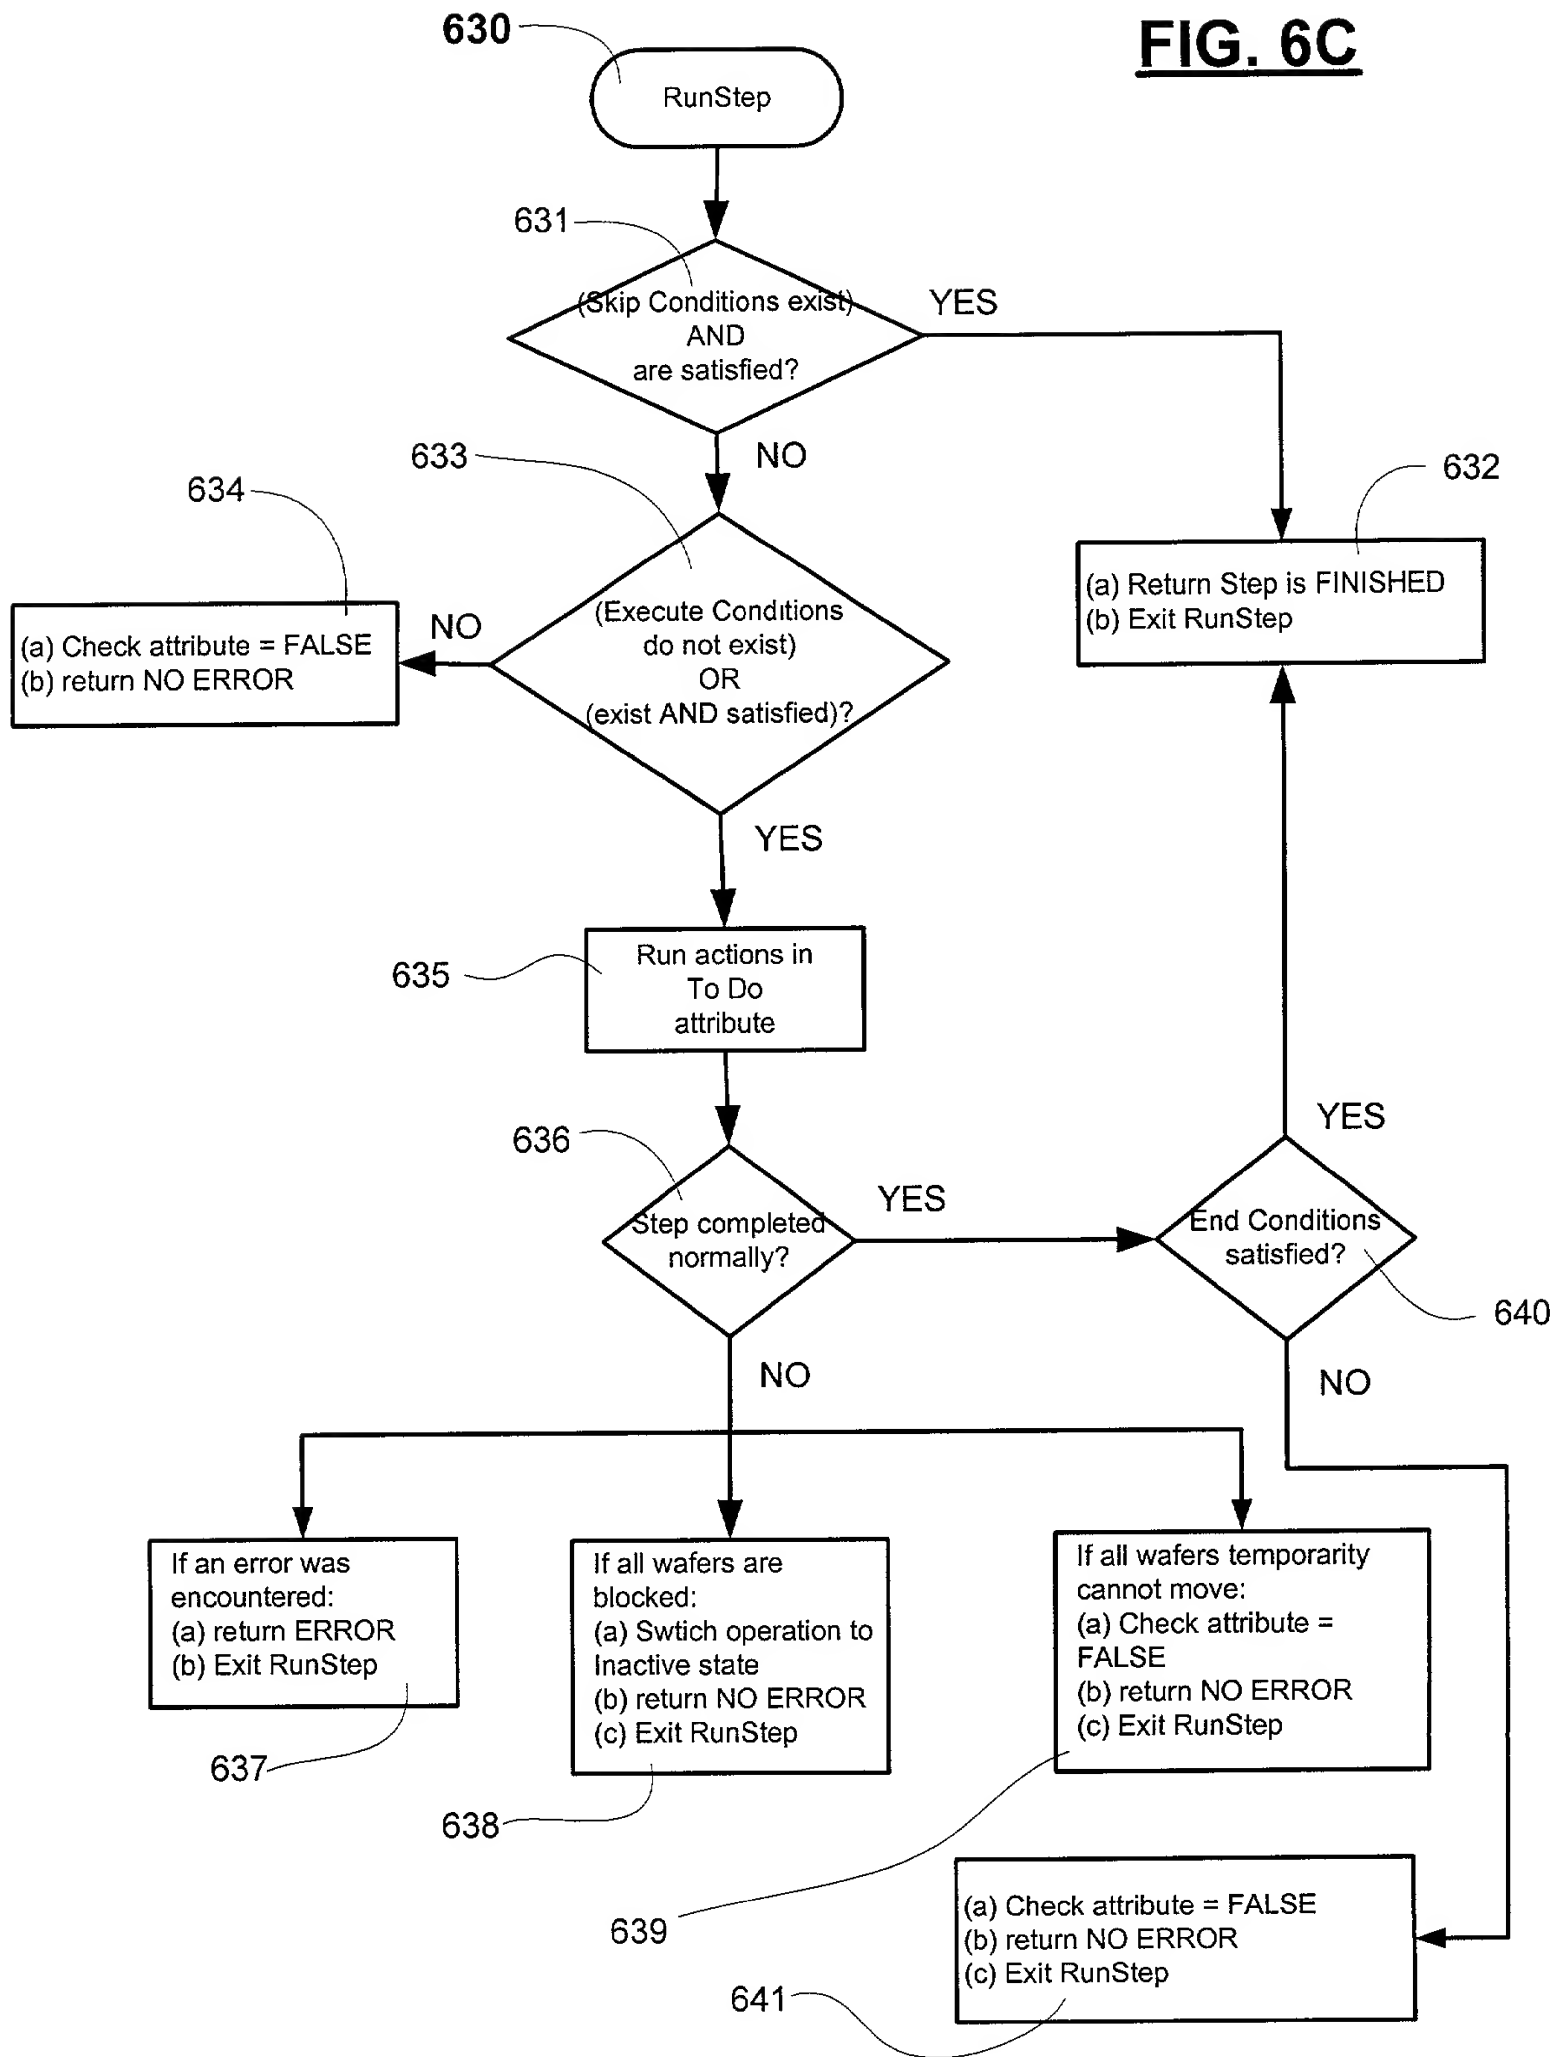 FIG. 6C
630
RunStep
631
(Skip Conditions exist)
AND
are satisfied?
YES
NO
632
(a) Return Step is FINISHED
(b) Exit RunStep
633
634
(a) Check attribute = FALSE
(b) return NO ERROR
NO
(Execute Conditions
do not exist)
OR
(exist AND satisfied)?
YES
635
Run actions in
To Do
attribute
636
Step completed
normally?
YES
YES
End Conditions
satisfied?
640
NO
NO
If an error was
encountered:
(a) return ERROR
(b) Exit RunStep
637
If all wafers are
blocked:
(a) Swtich operation to
Inactive state
(b) return NO ERROR
(c) Exit RunStep
638
If all wafers temporarity
cannot move:
(a) Check attribute =
FALSE
(b) return NO ERROR
(c) Exit RunStep
639
(a) Check attribute = FALSE
(b) return NO ERROR
(c) Exit RunStep
641